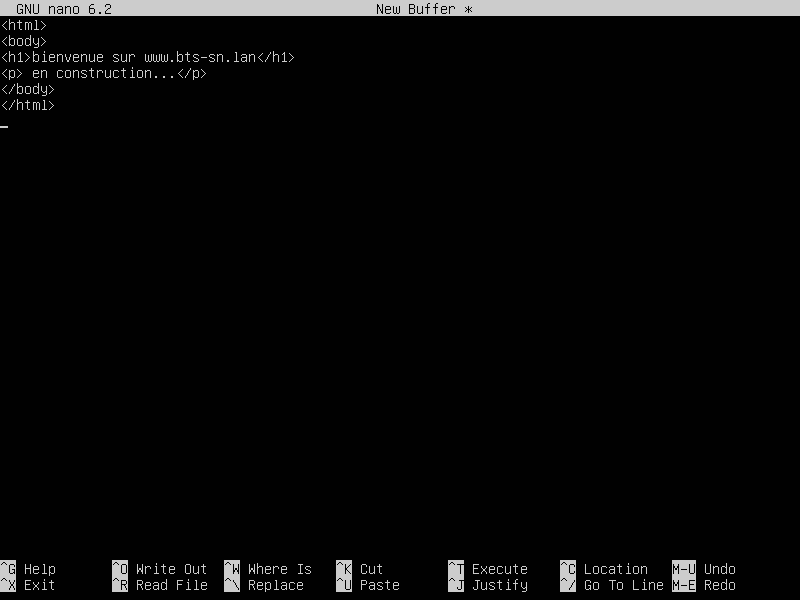 GNU nano 6.2 New Buffer *
<html>
<body>
<h1>bienvenue sur www.bts-sn.lan</h1>
<p> en construction...</p>
</body>
</html>
^G Help ^O Write Out ^W Where Is ^K Cut ^T Execute ^C Location M-U Undo
^X Exit ^R Read File ^\ Replace ^U Paste ^J Justify ^/ Go To Line M-E Redo